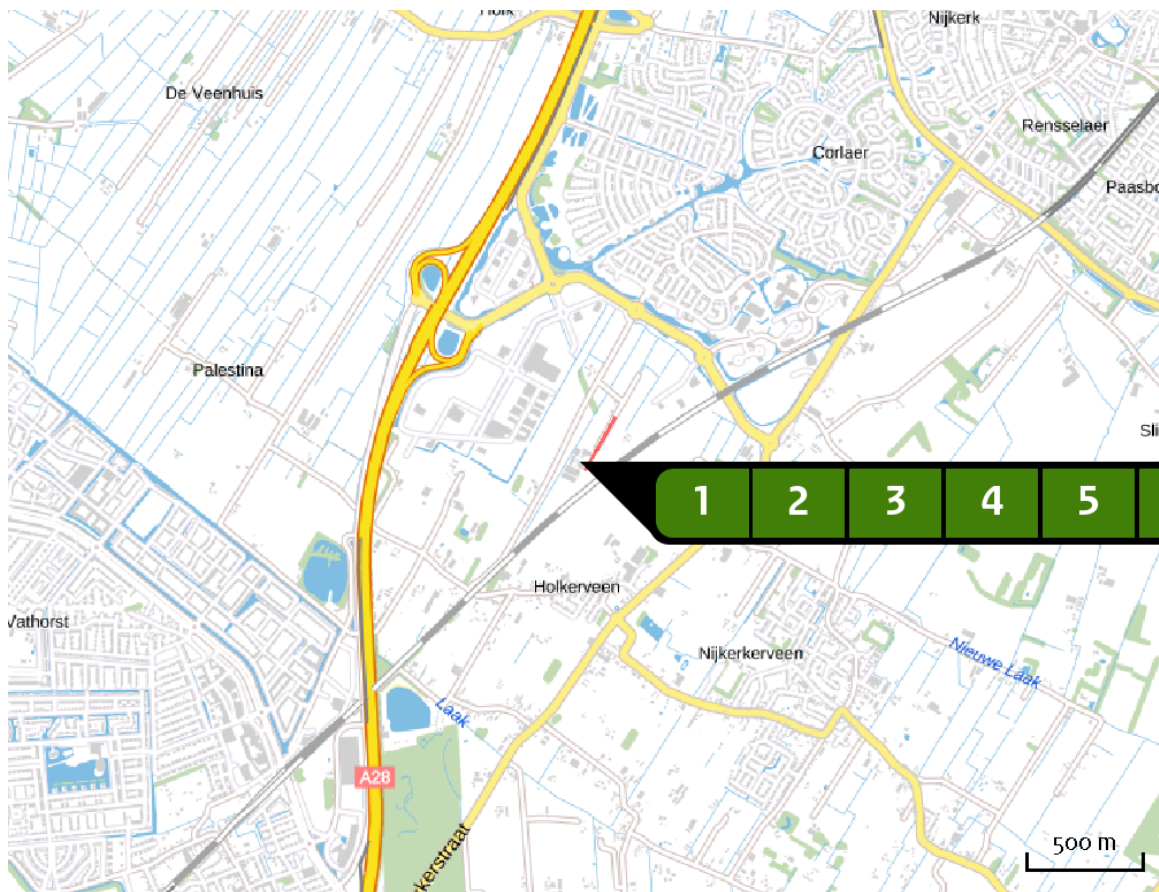 Nijkerk
De Veenhuis
Rensselaer
Corlaer
Paasbo
Palestina
Sli
1 2 3 4 5
Holkerveen
Vathorst
Nijkerkerveen
Nieuwe Laak
Laak
A28
500 m
kerstraat